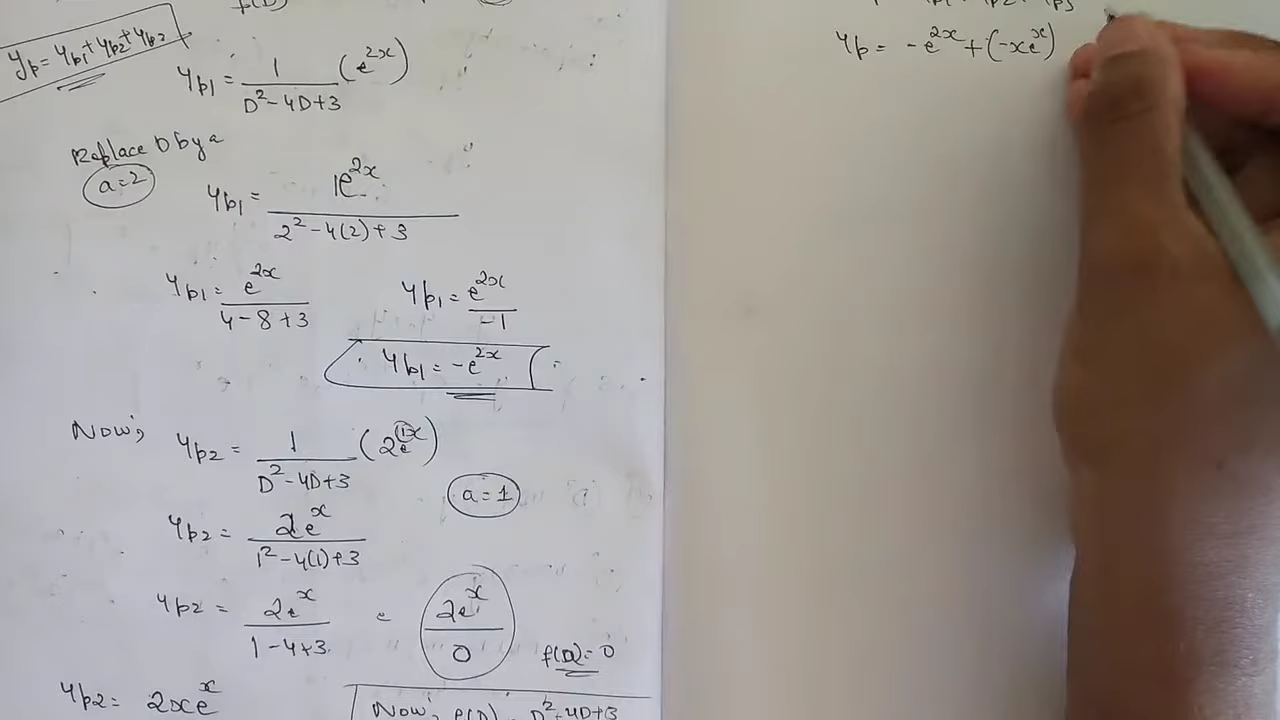 f(D)
yp = yp1 + yp2 + yp2
yp1 = 1/(D² - 4D + 3) (e^2x)
Replace D by a
a = 2
yp1 = 1e^2x/(2² - 4(2) + 3)
yp1 = e^2x/(4 - 8 + 3)
yp1 = e^2x/-1
yp1 = -e^2x
Now, yp2 = 1/(D² - 4D + 3) (2e^1x)
a = 1
yp2 = 2e^x/(1² - 4(1) + 3)
yp2 = 2e^x/(1 - 4 + 3) = 2e^x/0
f(D) = 0
yp2 = 2xe^x
Now, f(D) = D² - 4D + 3
yp = -e^2x + (-xe^x)